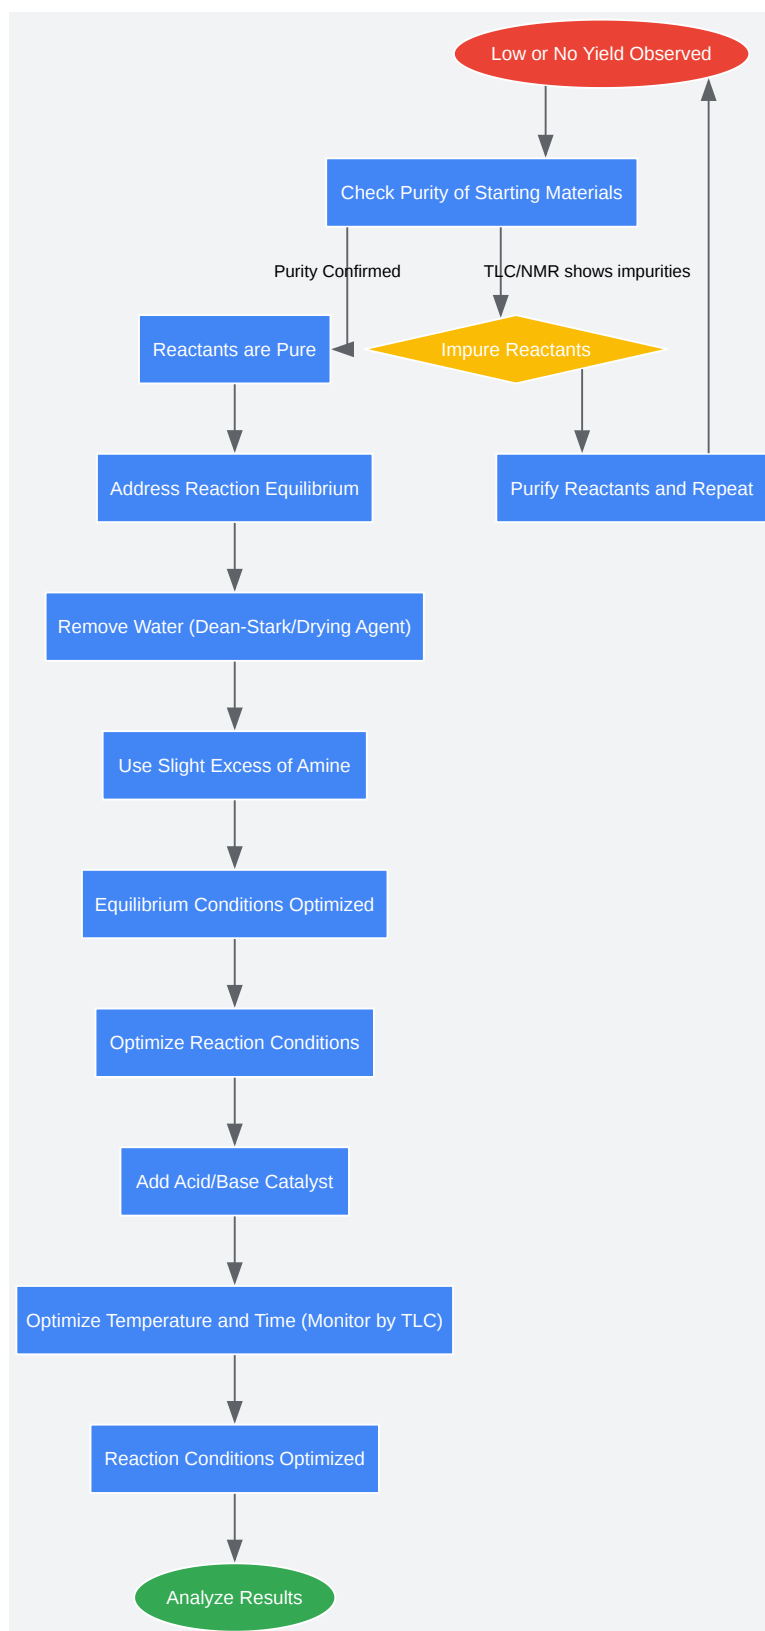 Low or No Yield Observed
Check Purity of Starting Materials
Purity Confirmed
TLC/NMR shows impurities
Reactants are Pure
Impure Reactants
Address Reaction Equilibrium
Purify Reactants and Repeat
Remove Water (Dean-Stark/Drying Agent)
Use Slight Excess of Amine
Equilibrium Conditions Optimized
Optimize Reaction Conditions
Add Acid/Base Catalyst
Optimize Temperature and Time (Monitor by TLC)
Reaction Conditions Optimized
Analyze Results